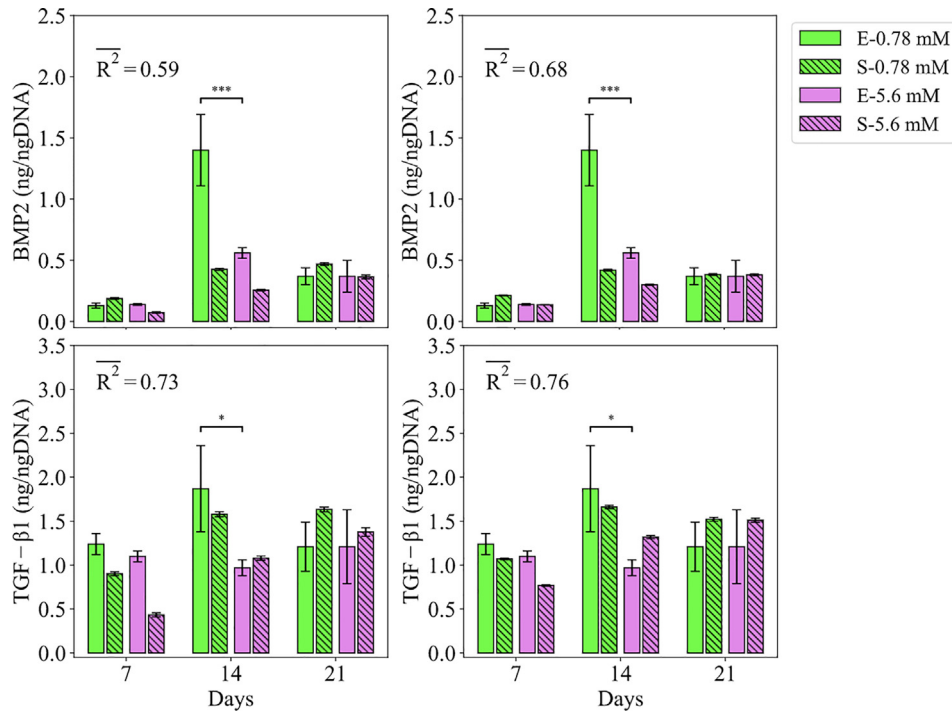 2.5
2.0
1.5
1.0
0.5
0.0
BMP2 (ng/ngDNA)
R² = 0.59
***
2.5
2.0
1.5
1.0
0.5
0.0
BMP2 (ng/ngDNA)
R² = 0.68
***
E-0.78 mM
S-0.78 mM
E-5.6 mM
S-5.6 mM
3.5
3.0
2.5
2.0
1.5
1.0
0.5
0.0
TGF−β1 (ng/ngDNA)
R² = 0.73
*
7 14 21
Days
3.5
3.0
2.5
2.0
1.5
1.0
0.5
0.0
TGF−β1 (ng/ngDNA)
R² = 0.76
*
7 14 21
Days